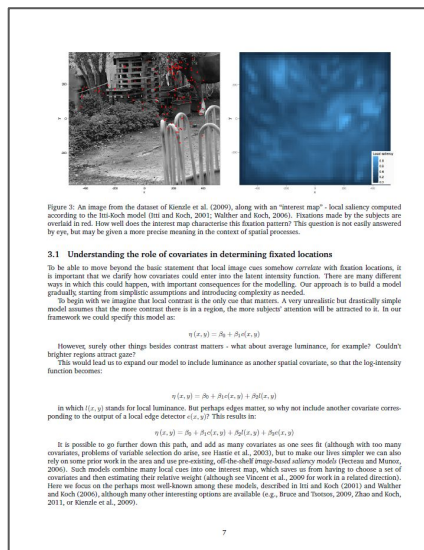 Figure 3: An image from the dataset of Kienzle et al. (2009), along with an "interest map" - local saliency computed
according to the Itti-Koch model (Itti and Koch, 2001; Walther and Koch, 2006). Fixations made by the subjects are
overlaid in red. How well does the interest map characterise this fixation pattern? This question is not easily answered
by eye, but may be given a more precise meaning in the context of spatial processes.
3.1 Understanding the role of covariates in determining fixated locations
To be able to move beyond the basic statement that local image cues somehow correlate with fixation locations, it
is important that we clarify how covariates could enter into the latent intensity function. There are many different
ways in which this could happen, with important consequences for the modelling. Our approach is to build a model
gradually, starting from simplistic assumptions and introducing complexity as needed.
To begin with we imagine that local contrast is the only cue that matters. A very unrealistic but drastically simple
model assumes that the more contrast there is in a region, the more subjects' attention will be attracted to it. In our
framework we could specify this model as:
η (x, y) = β₀ + β₁c(x, y)
However, surely other things besides contrast matters - what about average luminance, for example? Couldn't
brighter regions attract gaze?
This would lead us to expand our model to include luminance as another spatial covariate, so that the log-intensity
function becomes:
η (x, y) = β₀ + β₁c(x, y) + β₂l(x, y)
in which l(x, y) stands for local luminance. But perhaps edges matter, so why not include another covariate corres-
ponding to the output of a local edge detector e(x, y)? This results in:
η (x, y) = β₀ + β₁c(x, y) + β₂l(x, y) + β₃e(x, y)
It is possible to go further down this path, and add as many covariates as one sees fit (although with too many
covariates, problems of variable selection do arise, see Hastie et al., 2003), but to make our lives simpler we can also
rely on some prior work in the area and use pre-existing, off-the-shelf image-based saliency models (Fecteau and Munoz,
2006). Such models combine many local cues into one interest map, which saves us from having to choose a set of
covariates and then estimating their relative weight (although see Vincent et al., 2009 for work in a related direction).
Here we focus on the perhaps most well-known among these models, described in Itti and Koch (2001) and Walther
and Koch (2006), although many other interesting options are available (e.g., Bruce and Tsotsos, 2009, Zhao and Koch,
2011, or Kienzle et al., 2009).
7